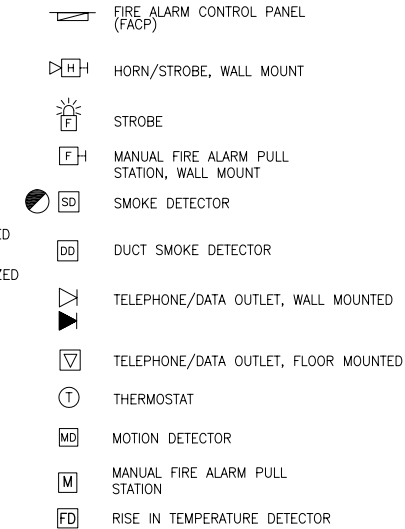 FIRE ALARM CONTROL PANEL
(FACP)
H HORN/STROBE, WALL MOUNT
F STROBE
F MANUAL FIRE ALARM PULL
STATION, WALL MOUNT
SD SMOKE DETECTOR
ED
DD DUCT SMOKE DETECTOR
ZED
TELEPHONE/DATA OUTLET, WALL MOUNTED
TELEPHONE/DATA OUTLET, FLOOR MOUNTED
T THERMOSTAT
MD MOTION DETECTOR
M MANUAL FIRE ALARM PULL
STATION
FD RISE IN TEMPERATURE DETECTOR